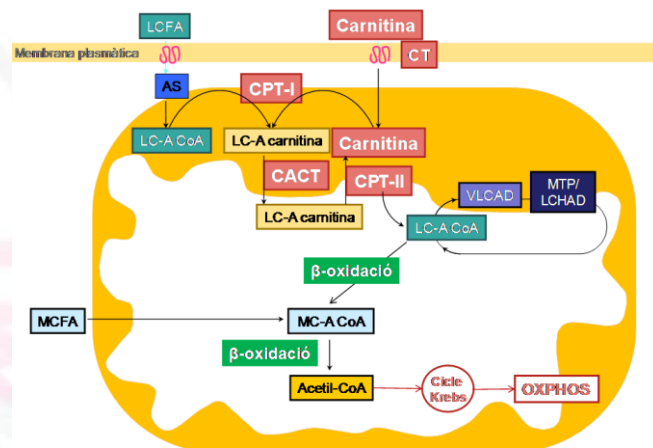 LCFA
Carnitina
Membrana plasmàtica
CT
AS
CPT-I
LC-A CoA
LC-A carnitina
Carnitina
CACT
CPT-II
LC-A carnitina
LC-A CoA
VLCAD
MTP/
LCHAD
β-oxidació
MCFA
MC-A CoA
β-oxidació
Acetil-CoA
Cicle
Krebs
OXPHOS